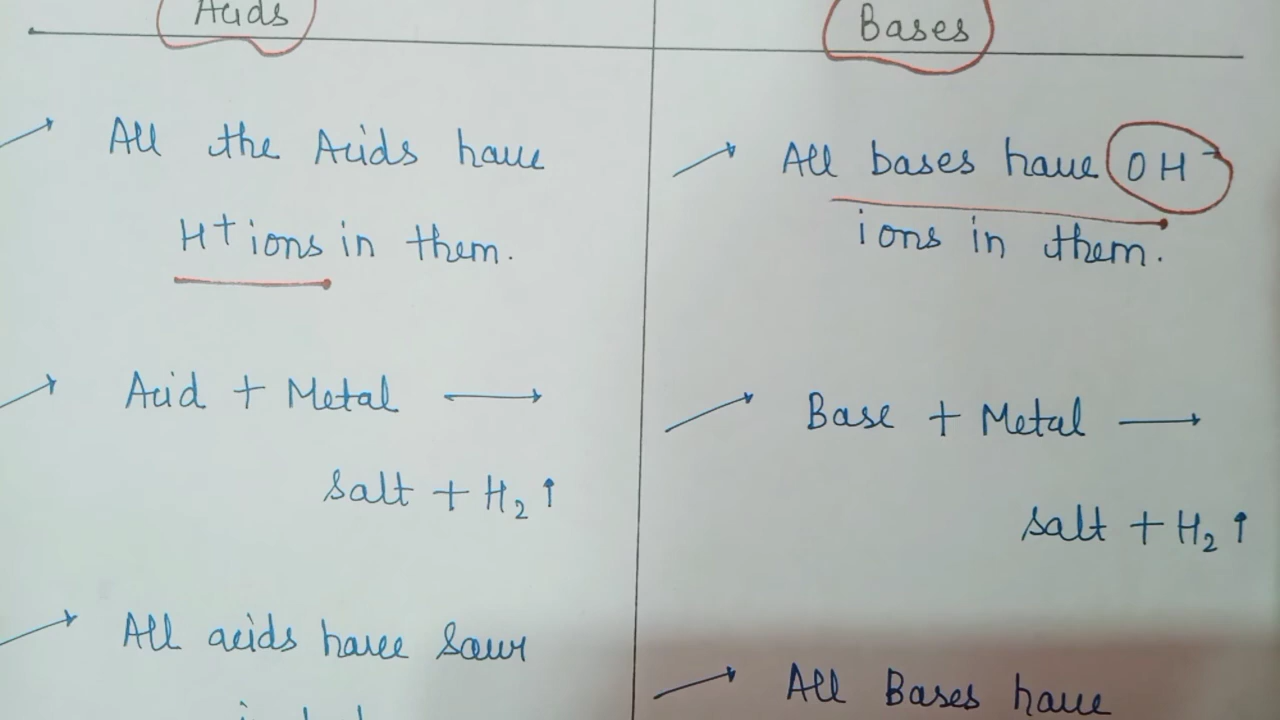 Acids
All the Acids have
H+ ions in them.
Acid + Metal →
salt + H₂↑
All acids have sour
Bases
All bases have OH⁻
ions in them.
Base + Metal →
salt + H₂↑
All Bases have